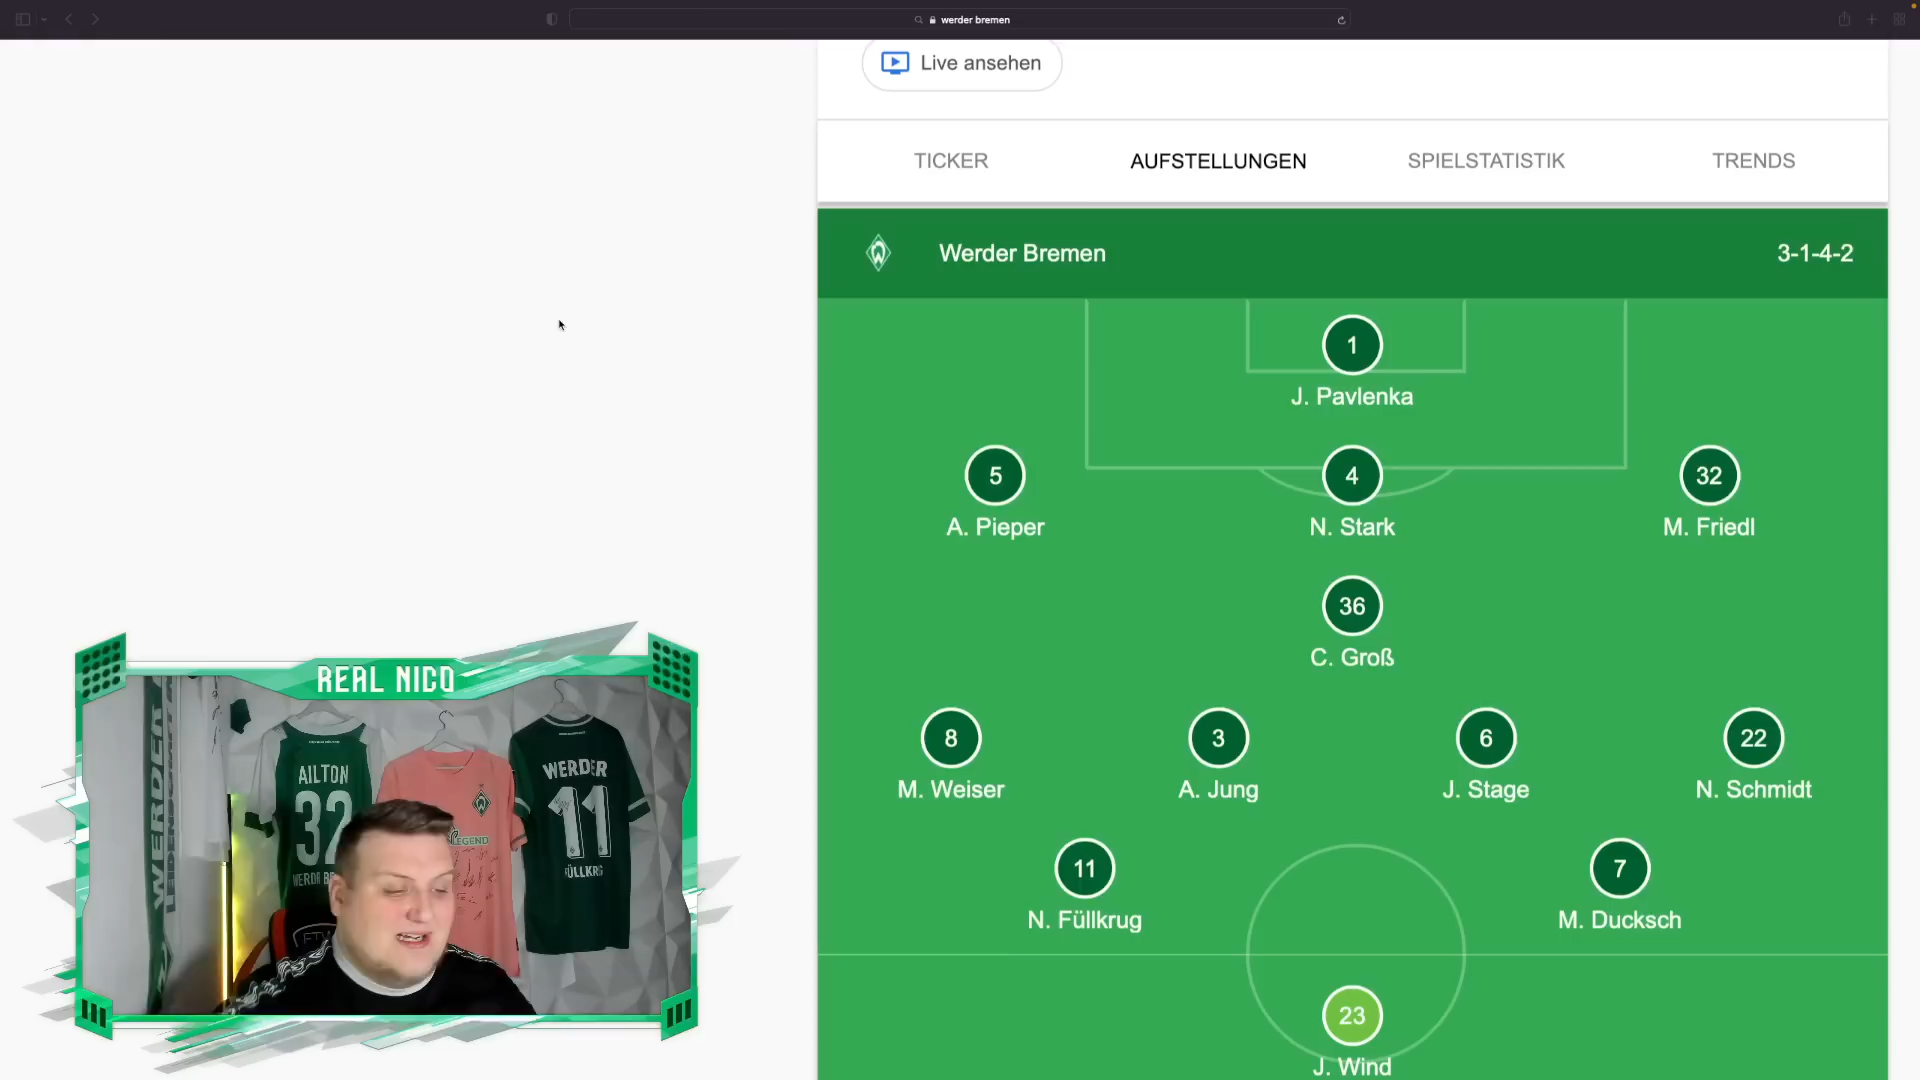 werder bremen
Live ansehen
TICKER
AUFSTELLUNGEN
SPIELSTATISTIK
TRENDS
Werder Bremen
3-1-4-2
1
J. Pavlenka
5
A. Pieper
4
N. Stark
32
M. Friedl
36
C. Groß
8
M. Weiser
3
A. Jung
6
J. Stage
22
N. Schmidt
11
N. Füllkrug
7
M. Ducksch
23
J. Wind
REAL NICO
WERDER
AILTON
32
LEGEND
WERDER
11